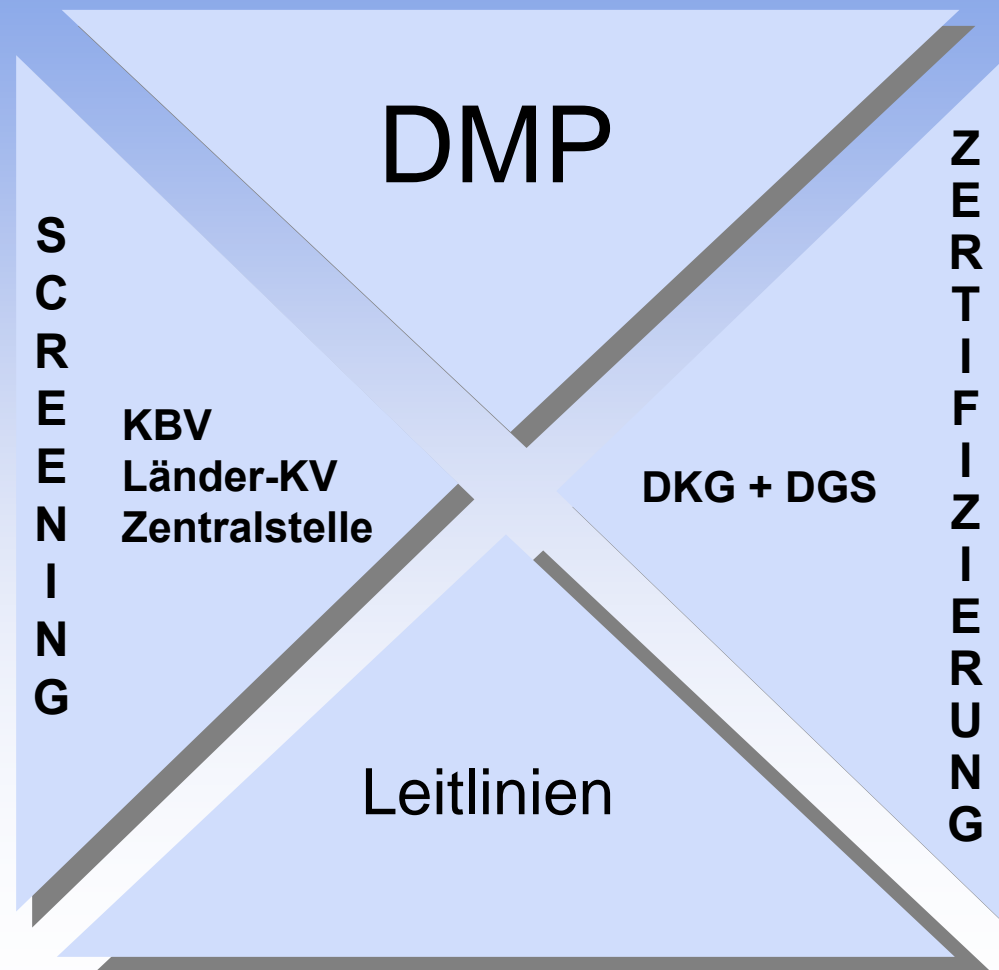 DMP
SCREENING
KBV
Länder-KV
Zentralstelle
DKG + DGS
ZERTIFIZIERUNG
Leitlinien